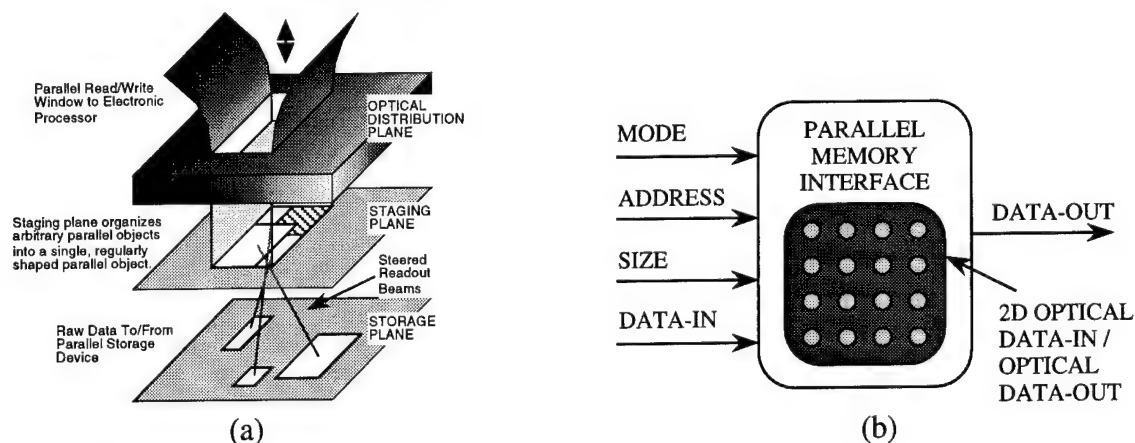 Parallel Read/Write
Window to Electronic
Processor
OPTICAL
DISTRIBUTION
PLANE
Staging plane organizes
arbitrary parallel objects
into a single, regularly
shaped parallel object.
STAGING
PLANE
Steered
Readout
Beams
Raw Data To/From
Parallel Storage
Device
STORAGE
PLANE
(a)
MODE
ADDRESS
SIZE
DATA-IN
PARALLEL
MEMORY
INTERFACE
DATA-OUT
2D OPTICAL
DATA-IN /
OPTICAL
DATA-OUT
(b)